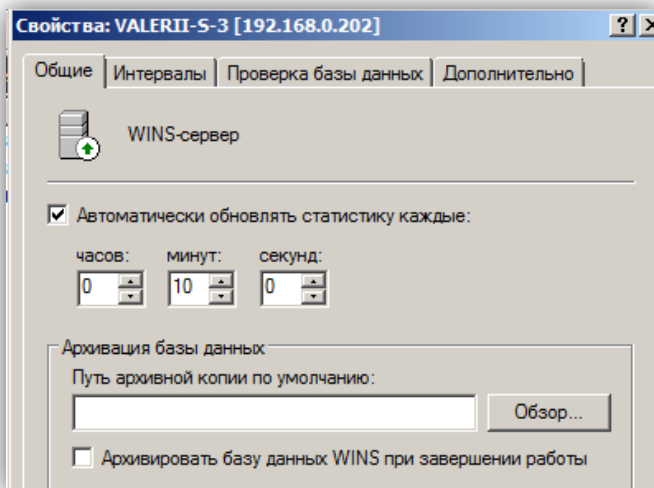 Свойства: VALERII-S-3 [192.168.0.202]
Общие Интервалы Проверка базы данных Дополнительно
WINS-сервер
Автоматически обновлять статистику каждые:
часов: минут: секунд:
0 10 0
Архивация базы данных
Путь архивной копии по умолчанию:
Обзор...
Архивировать базу данных WINS при завершении работы